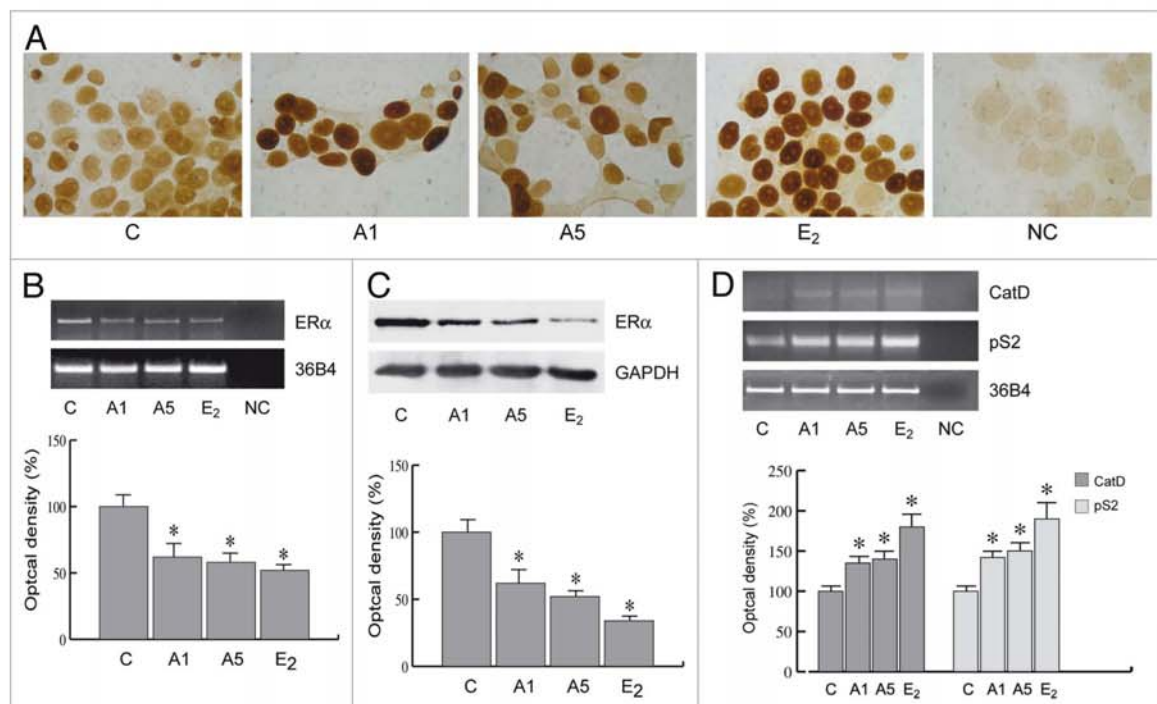 A
C A1 A5 E₂ NC
B
ERα
36B4
C A1 A5 E₂ NC
Optcal density (%)
150
100
50
0
*
*
*
C A1 A5 E₂
C
ERα
GAPDH
C A1 A5 E₂
Optcal density (%)
150
100
50
0
*
*
*
C A1 A5 E₂
D
CatD
pS2
36B4
C A1 A5 E₂ NC
Optcal density (%)
250
200
150
100
50
0
* * * * * *
CatD
pS2
C A1 A5 E₂ C A1 A5 E₂